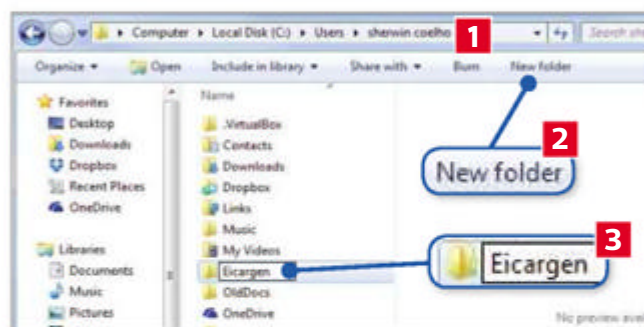 Computer ▸ Local Disk (C:) ▸ Users ▸ sherwin coelho
1
Search
Organize Open Include in library Share with Burn New folder
Favorites
Desktop
Downloads
Dropbox
Recent Places
OneDrive
Libraries
Documents
Music
Pictures
Name
.VirtualBox
Contacts
Downloads
Dropbox
Links
Music
My Videos
Eicargen
OldDocs
OneDrive
2
New folder
3
Eicargen
No preview